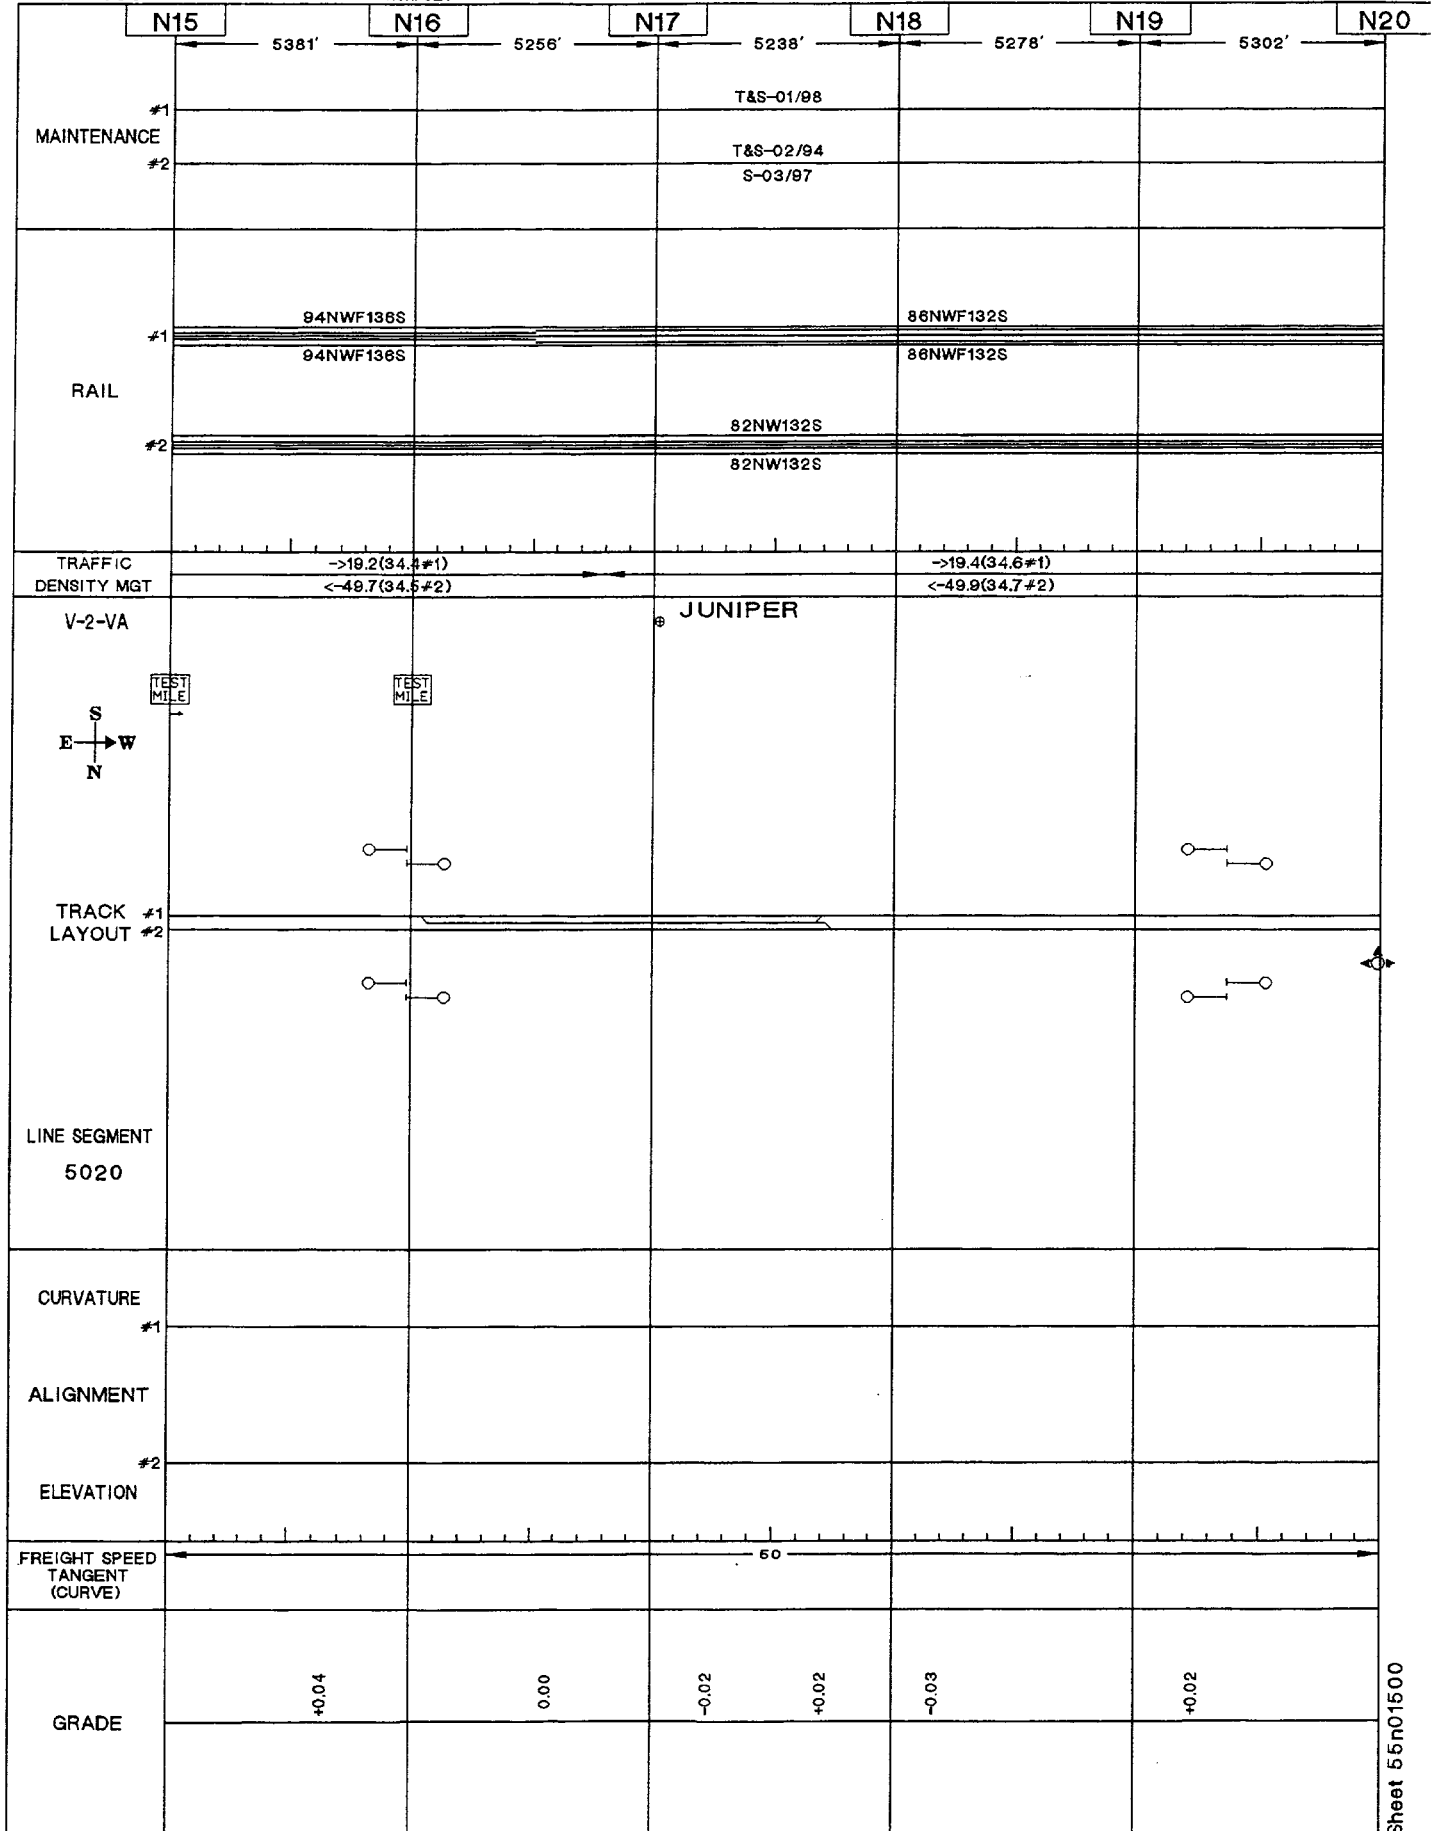 N15 N16 N17 N18 N19 N20
5381' 5256' 5238' 5278' 5302'
#1 T&S-01/98
MAINTENANCE
#2 T&S-02/94
S-03/97
94NWF136S 86NWF132S
#1
94NWF136S 86NWF132S
RAIL
82NW132S
#2
82NW132S
TRAFFIC ->19.2(34.4#1) ->19.4(34.6#1)
DENSITY MGT <-49.7(34.5#2) <-49.9(34.7#2)
V-2-VA JUNIPER
TEST TEST
MILE MILE
S
E W
N
TRACK #1
LAYOUT #2
LINE SEGMENT
5020
CURVATURE
#1
ALIGNMENT
#2
ELEVATION
FREIGHT SPEED
TANGENT
(CURVE)
+0.04 0.00 -0.02 +0.02 -0.03 +0.02
GRADE
Sheet 55n01500